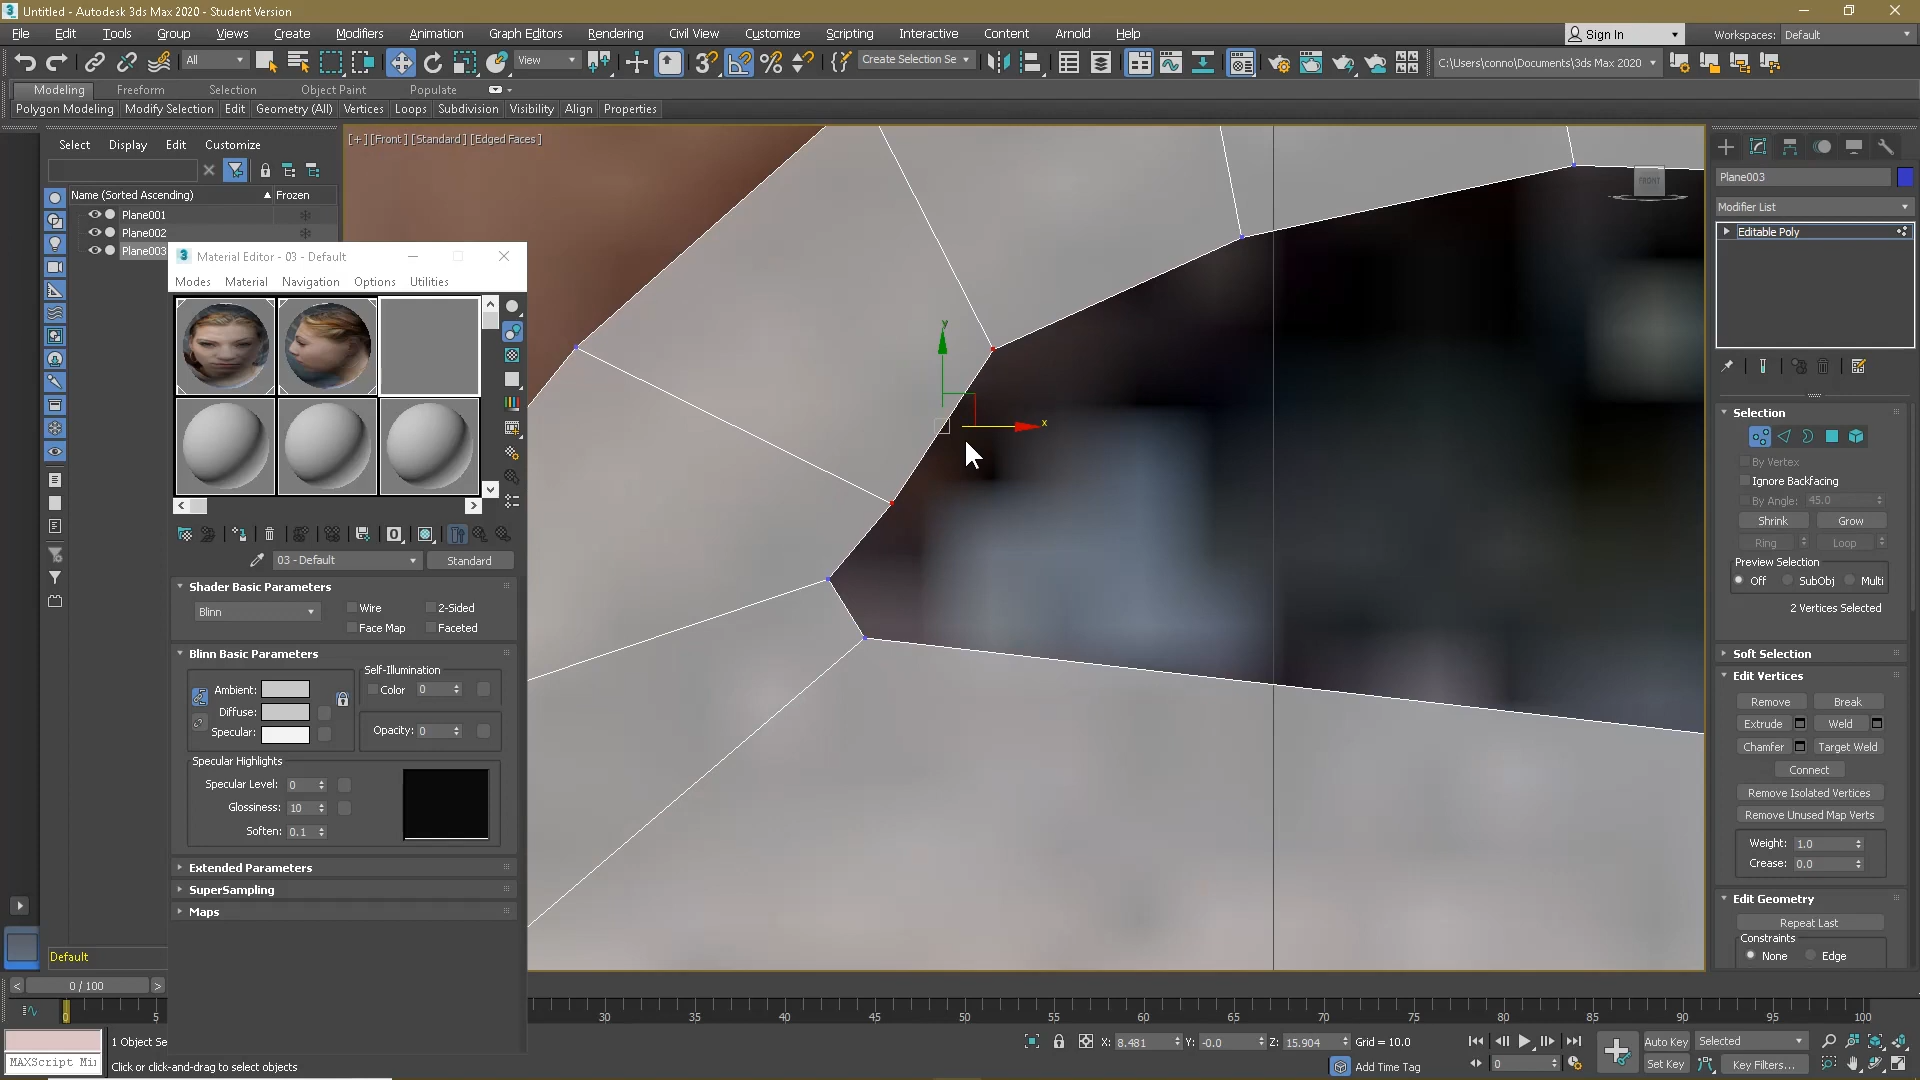 Untitled - Autodesk 3ds Max 2020 - Student Version
File Edit Tools Group Views Create Modifiers Animation Graph Editors Rendering Civil View Customize Scripting Interactive Content Arnold Help Sign In Workspaces: Default
All View Create Selection Se C:\Users\conno\Documents\3ds Max 2020
Modeling Freeform Selection Object Paint Populate
Polygon Modeling Modify Selection Edit Geometry (All) Vertices Loops Subdivision Visibility Align Properties
Select Display Edit Customize
[+] [Front] [Standard] [Edged Faces]
Name (Sorted Ascending) Frozen
Plane001
Plane002
Plane003
Material Editor - 03 - Default
Modes Material Navigation Options Utilities
03 - Default Standard
Shader Basic Parameters
Blinn Wire 2-Sided
Face Map Faceted
Blinn Basic Parameters
Self-Illumination
Ambient: Color 0
Diffuse:
Specular: Opacity: 0
Specular Highlights
Specular Level: 0
Glossiness: 10
Soften: 0.1
Extended Parameters
SuperSampling
Maps
y
x
FRONT
Plane003
Modifier List
Editable Poly
Selection
By Vertex
Ignore Backfacing
By Angle: 45.0
Shrink Grow
Ring Loop
Preview Selection
Off SubObj Multi
2 Vertices Selected
Soft Selection
Edit Vertices
Remove Break
Extrude Weld
Chamfer Target Weld
Connect
Remove Isolated Vertices
Remove Unused Map Verts
Weight: 1.0
Crease: 0.0
Edit Geometry
Repeat Last
Constraints
None Edge
Default
0 / 100
0 5 30 35 40 45 50 55 60 65 70 75 80 85 90 95 100
1 Object Se X: 8.481 Y: -0.0 Z: 15.904 Grid = 10.0 Auto Key Selected
MAXScript Mi Click or click-and-drag to select objects Add Time Tag 0 Set Key Key Filters...